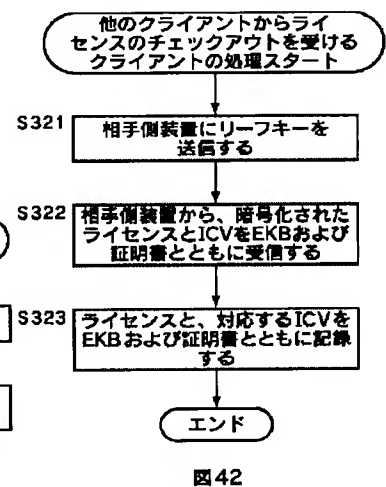 他のクライアントからライ
センスのチェックアウトを受ける
クライアントの処理スタート
S321
相手側装置にリーフキーを
送信する
S322
相手側装置から、暗号化された
ライセンスとICVをEKBおよび
証明書とともに受信する
S323
ライセンスと、対応するICVを
EKBおよび証明書とともに記録
する
エンド
図42